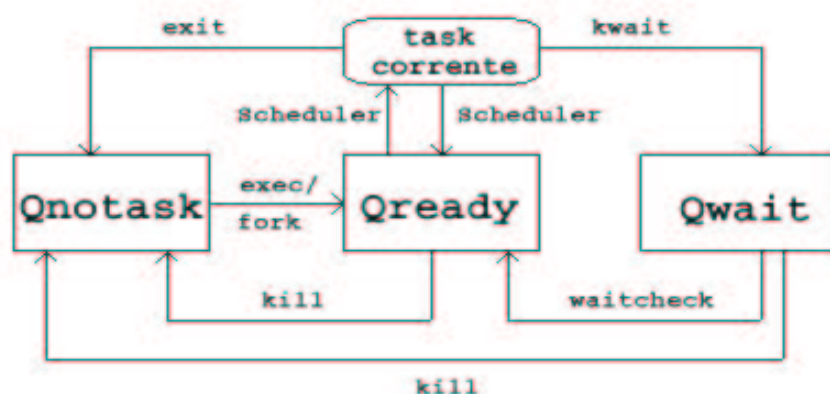 exit
task
corrente
kwait
Scheduler
Scheduler
Qnotask
exec/
fork
Qready
Qwait
kill
waitcheck
kill